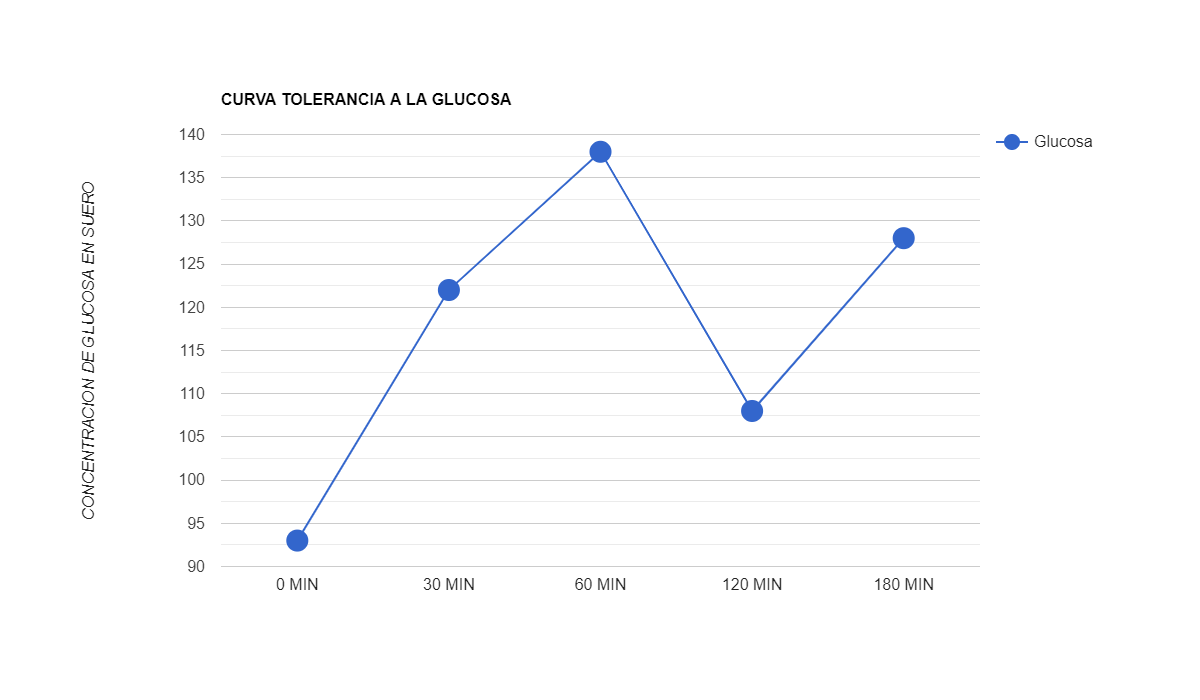 CURVA TOLERANCIA A LA GLUCOSA
Glucosa
CONCENTRACION DE GLUCOSA EN SUERO
140
135
130
125
120
115
110
105
100
95
90
0 MIN
30 MIN
60 MIN
120 MIN
180 MIN